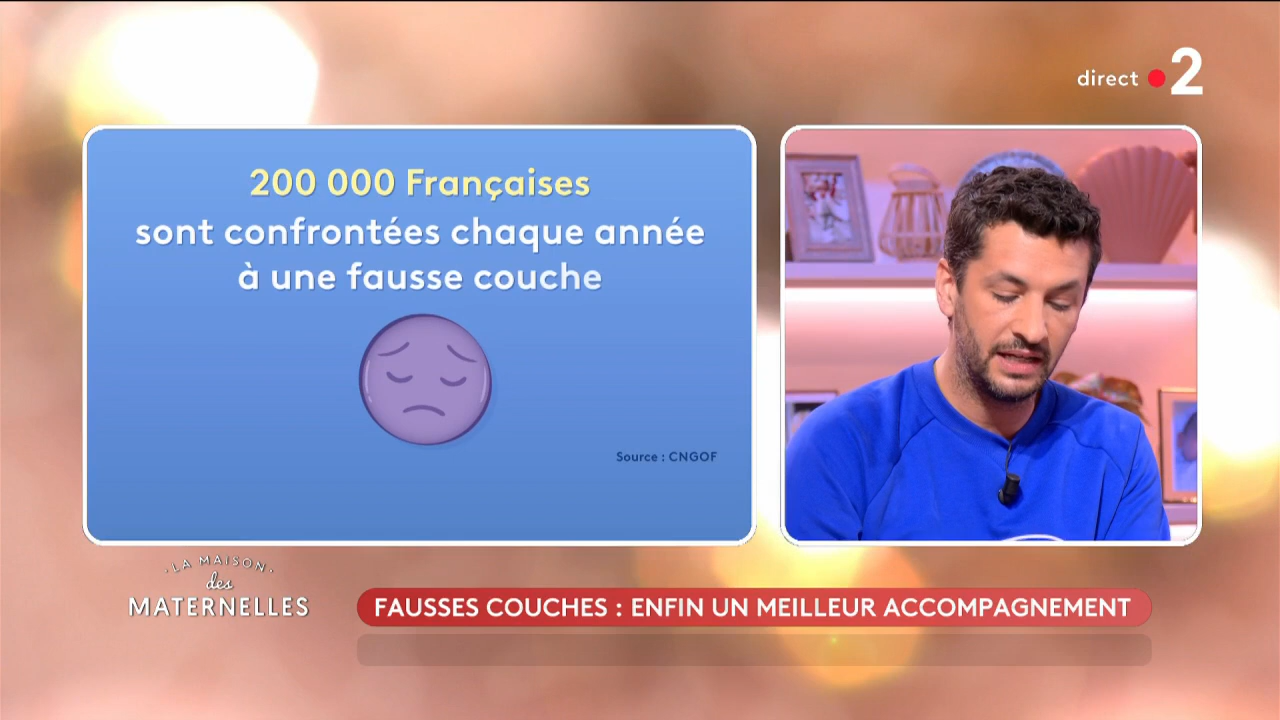 direct 2
200 000 Françaises
sont confrontées chaque année
à une fausse couche
Source : CNGOF
· LA MAISON ·
des
MATERNELLES
FAUSSES COUCHES : ENFIN UN MEILLEUR ACCOMPAGNEMENT